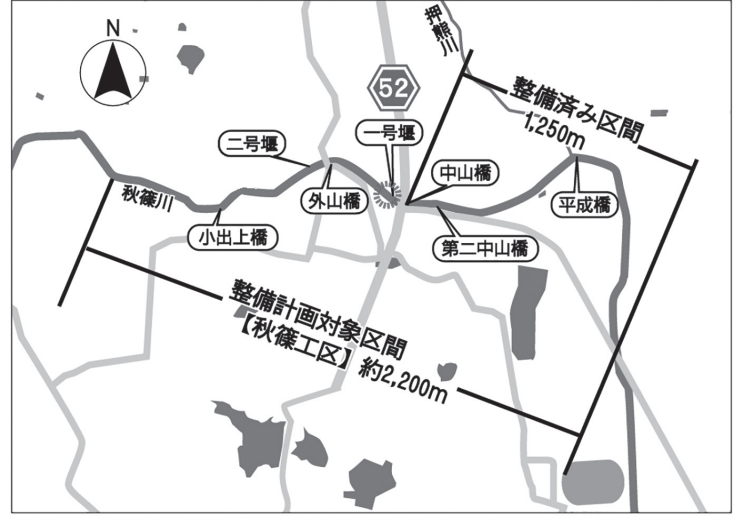 N
押熊川
52
整備済み区間
1,250m
二号堰
一号堰
中山橋
秋篠川
外山橋
平成橋
小出上橋
第二中山橋
整備計画対象区間
【秋篠工区】 約2,200m